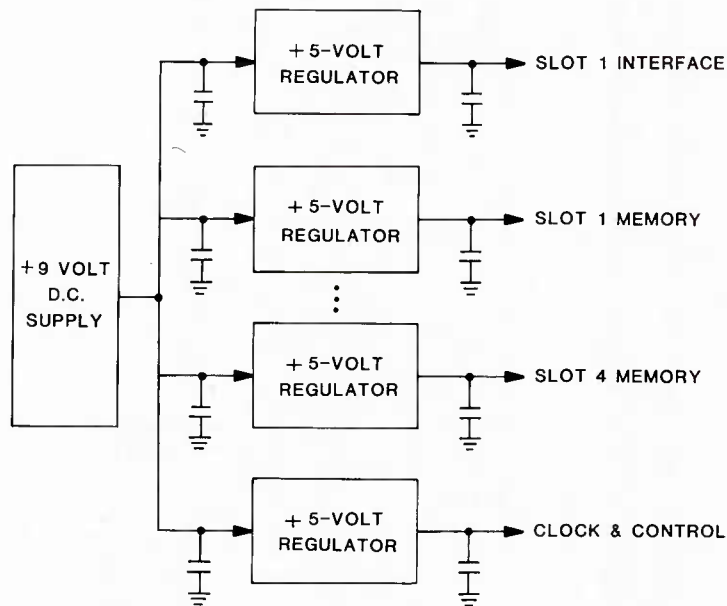 +5-VOLT
REGULATOR
SLOT 1 INTERFACE
+5-VOLT
REGULATOR
SLOT 1 MEMORY
+9 VOLT
D.C.
SUPPLY
+5-VOLT
REGULATOR
SLOT 4 MEMORY
+5-VOLT
REGULATOR
CLOCK & CONTROL